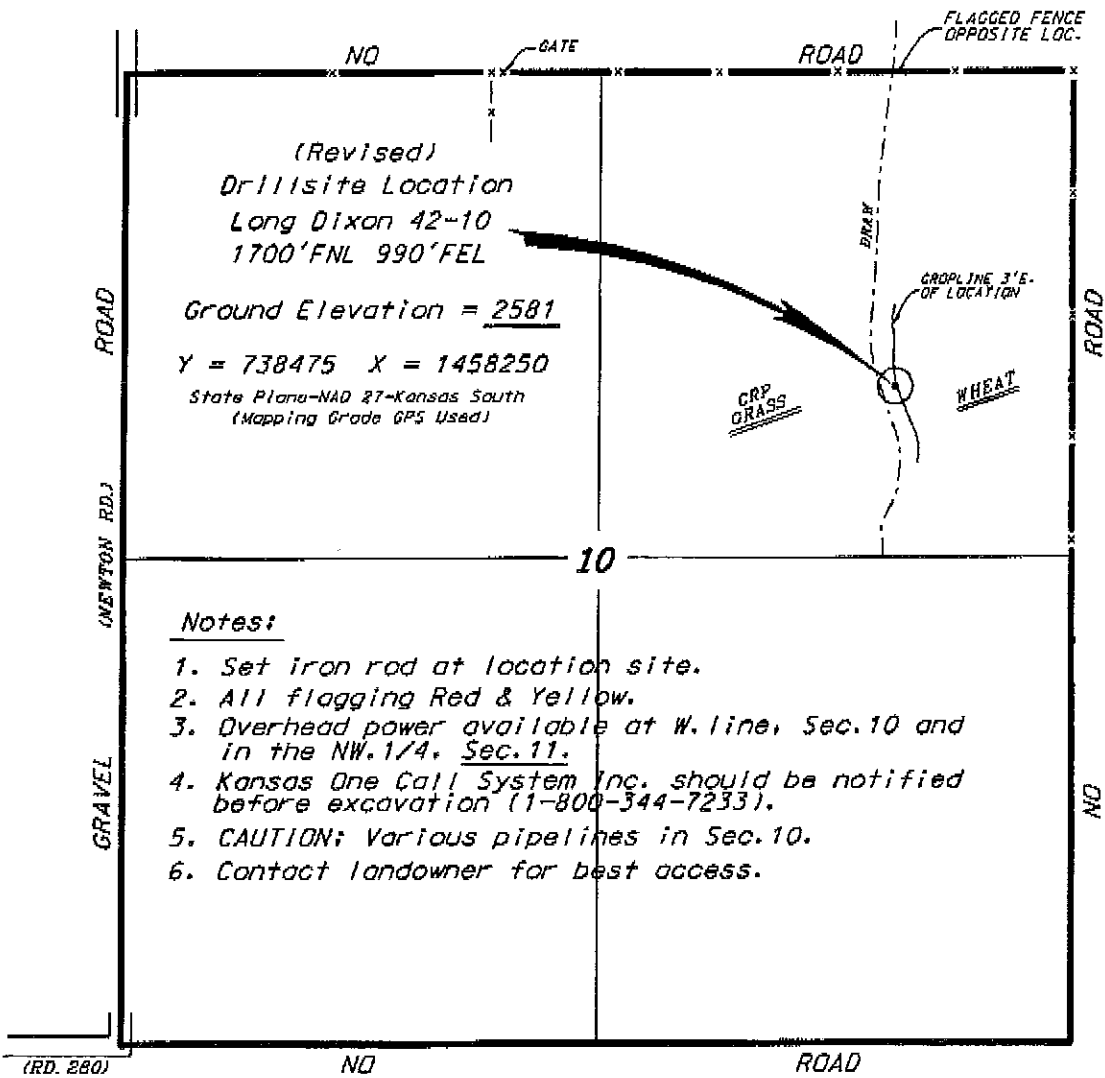 FLAGGED FENCE
OPPOSITE LOC.
NO
GATE
ROAD
(Revised)
Drillsite Location
Long Dixon 42-10
1700'FNL 990'FEL
DRAW
CROPLINE 3'E.
OF LOCATION
Ground Elevation = 2581
ROAD
ROAD
Y = 738475 X = 1458250
State Plane-NAD 27-Kansas South
(Mapping Grade GPS Used)
CRP
GRASS
WHEAT
(NEWTON RD.)
10
Notes:
1. Set iron rod at location site.
2. All flagging Red & Yellow.
3. Overhead power available at W. line, Sec. 10 and
in the NW. 1/4. Sec. 11.
4. Kansas One Call System Inc. should be notified
before excavation (1-800-344-7233).
5. CAUTION: Various pipelines in Sec. 10.
6. Contact landowner for best access.
GRAVEL
NO
(RD. 280)
NO
ROAD